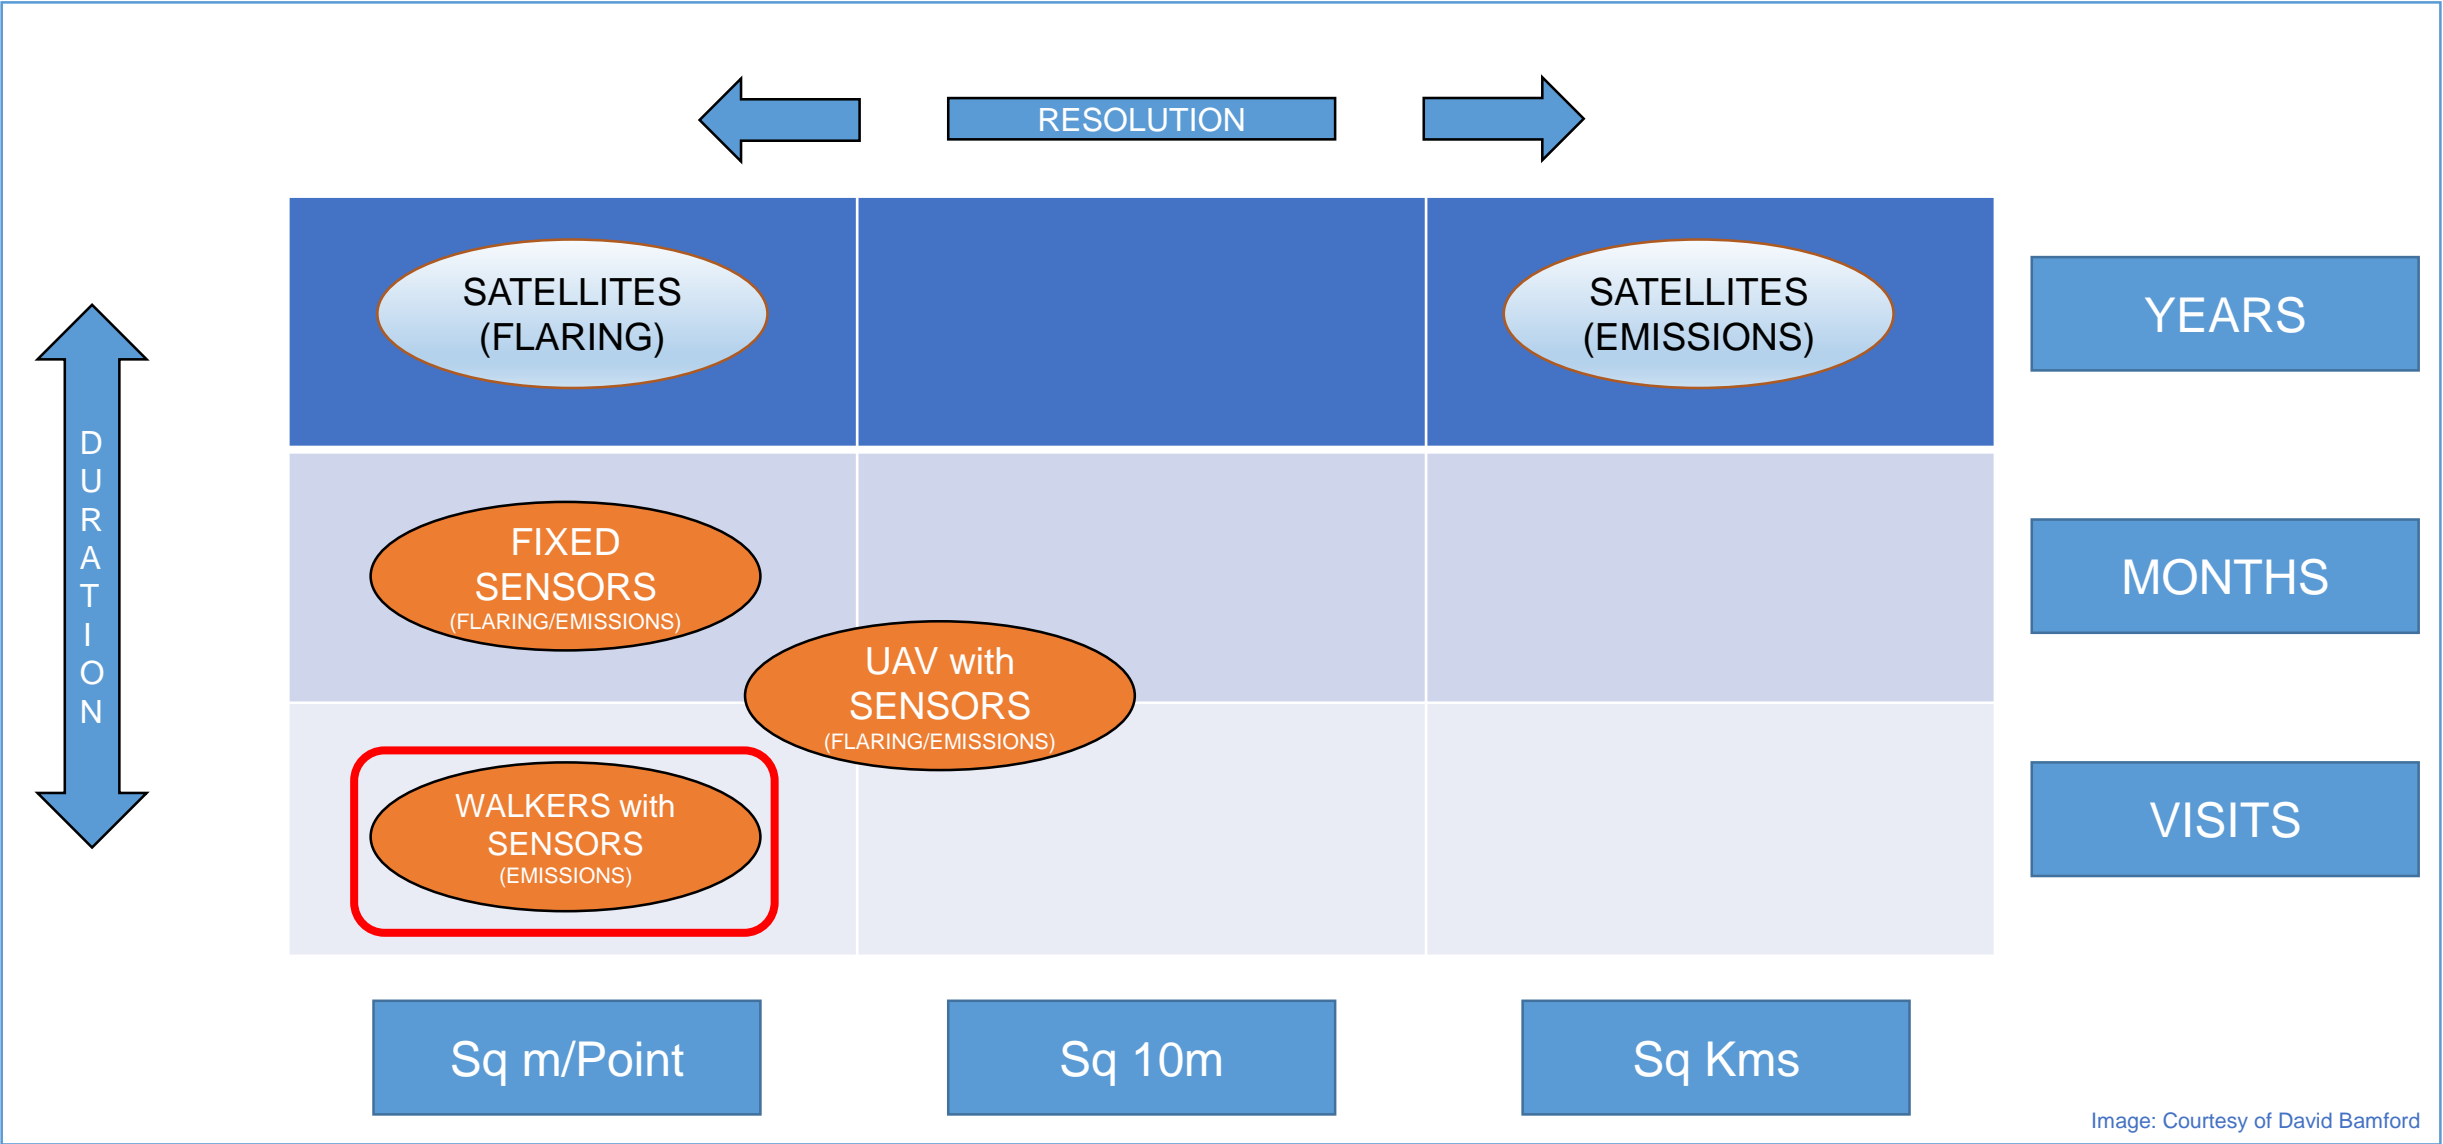 RESOLUTION
SATELLITES
(FLARING)
SATELLITES
(EMISSIONS)
YEARS
DURATION
FIXED
SENSORS
(FLARING/EMISSIONS)
MONTHS
UAV with
SENSORS
(FLARING/EMISSIONS)
WALKERS with
SENSORS
(EMISSIONS)
VISITS
Sq m/Point
Sq 10m
Sq Kms
Image: Courtesy of David Bamford